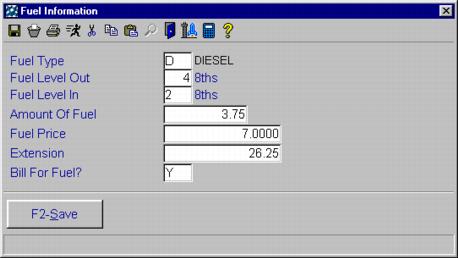 Fuel Information
Fuel Type D DIESEL
Fuel Level Out 4 8ths
Fuel Level In 2 8ths
Amount Of Fuel 3.75
Fuel Price 7.0000
Extension 26.25
Bill For Fuel? Y
F2-Save